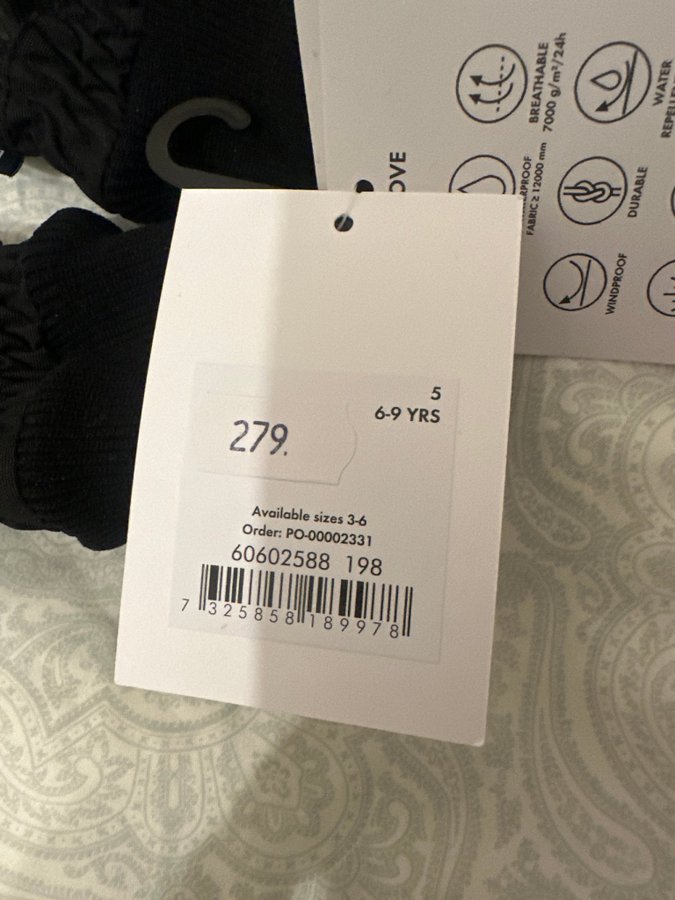 BREATHABLE
7000 g/m²/24h
WATER
FABRIC ≥ 12000 mm
DURABLE
WINDPROOF
5
6-9 YRS
279.
Available sizes 3-6
Order: PO-00002331
60602588 198
7 325858 189978